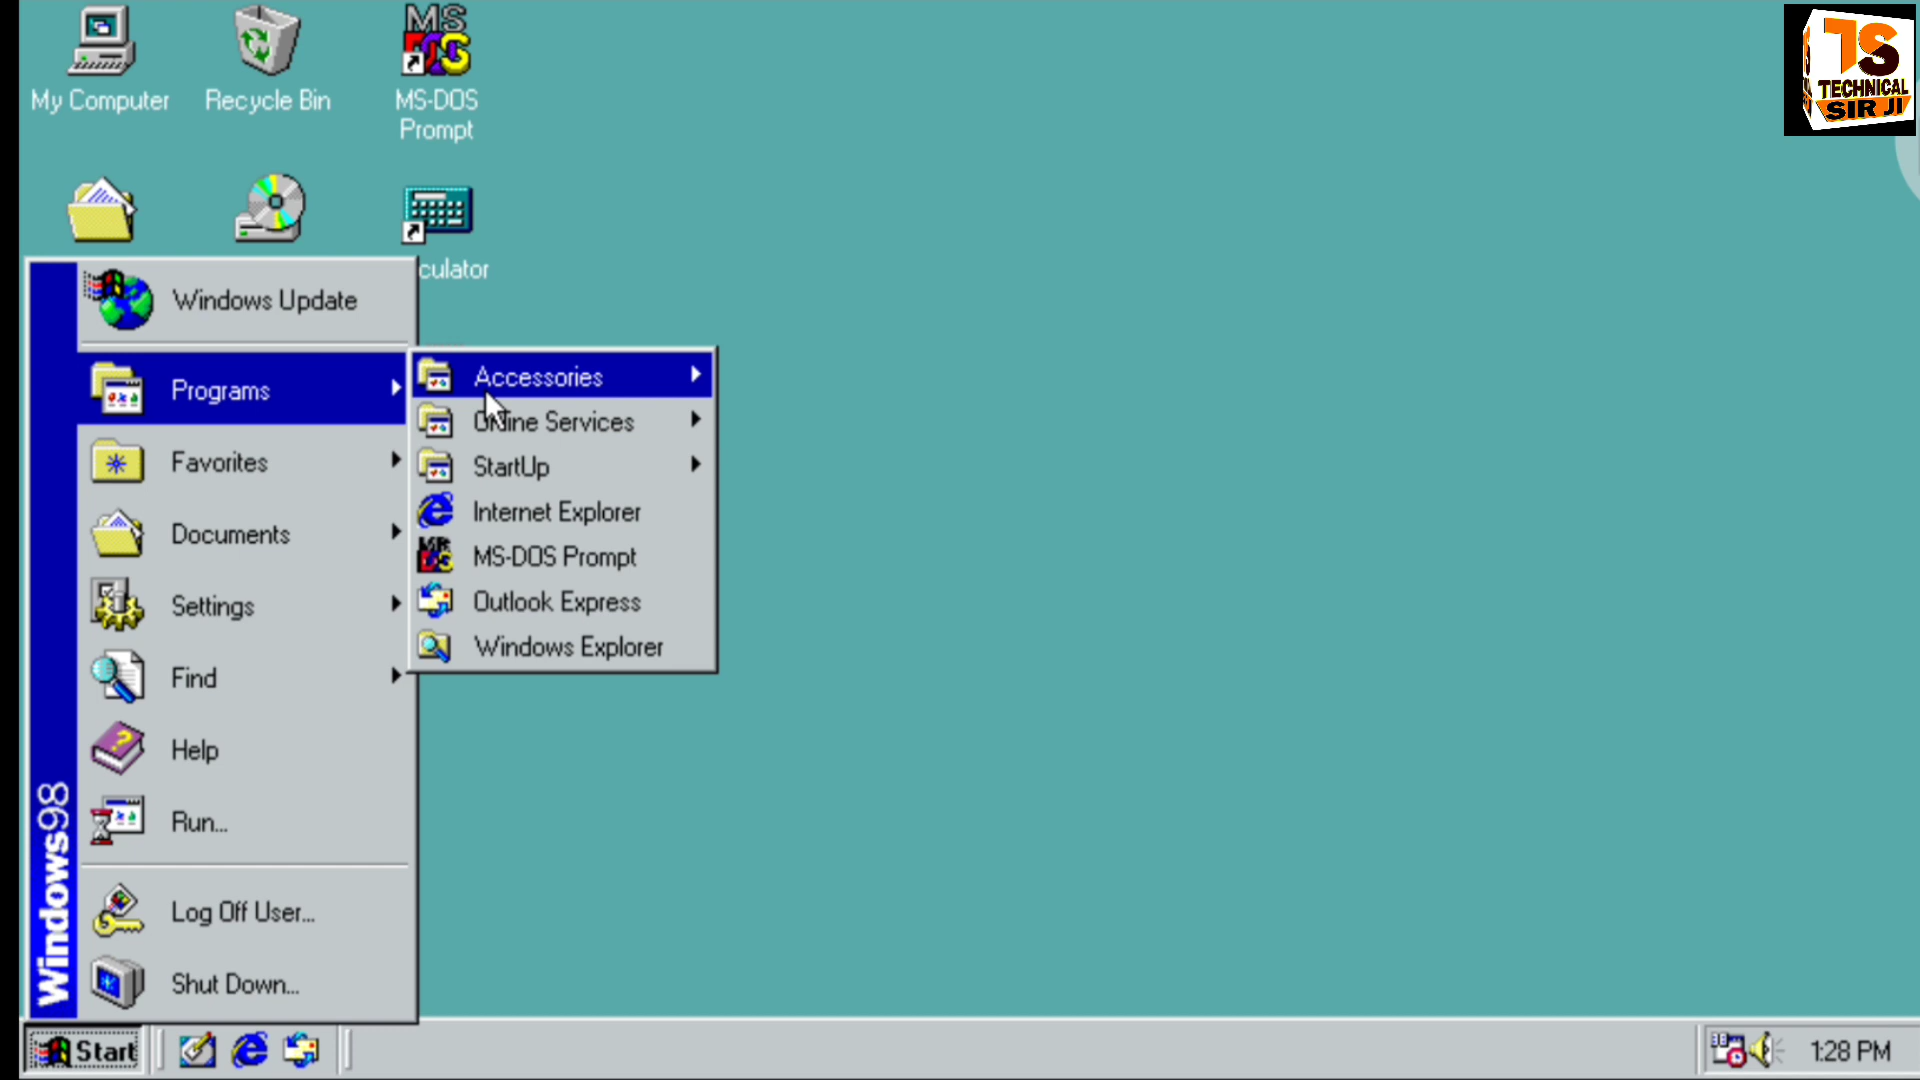 My Computer
Recycle Bin
MS-DOS
Prompt
TS
TECHNICAL
SIR JI
culator
Windows Update
Programs
Favorites
Documents
Settings
Find
Help
Run...
Log Off User...
Shut Down...
Windows98
Accessories
Online Services
StartUp
Internet Explorer
MS-DOS Prompt
Outlook Express
Windows Explorer
Start
1:28 PM